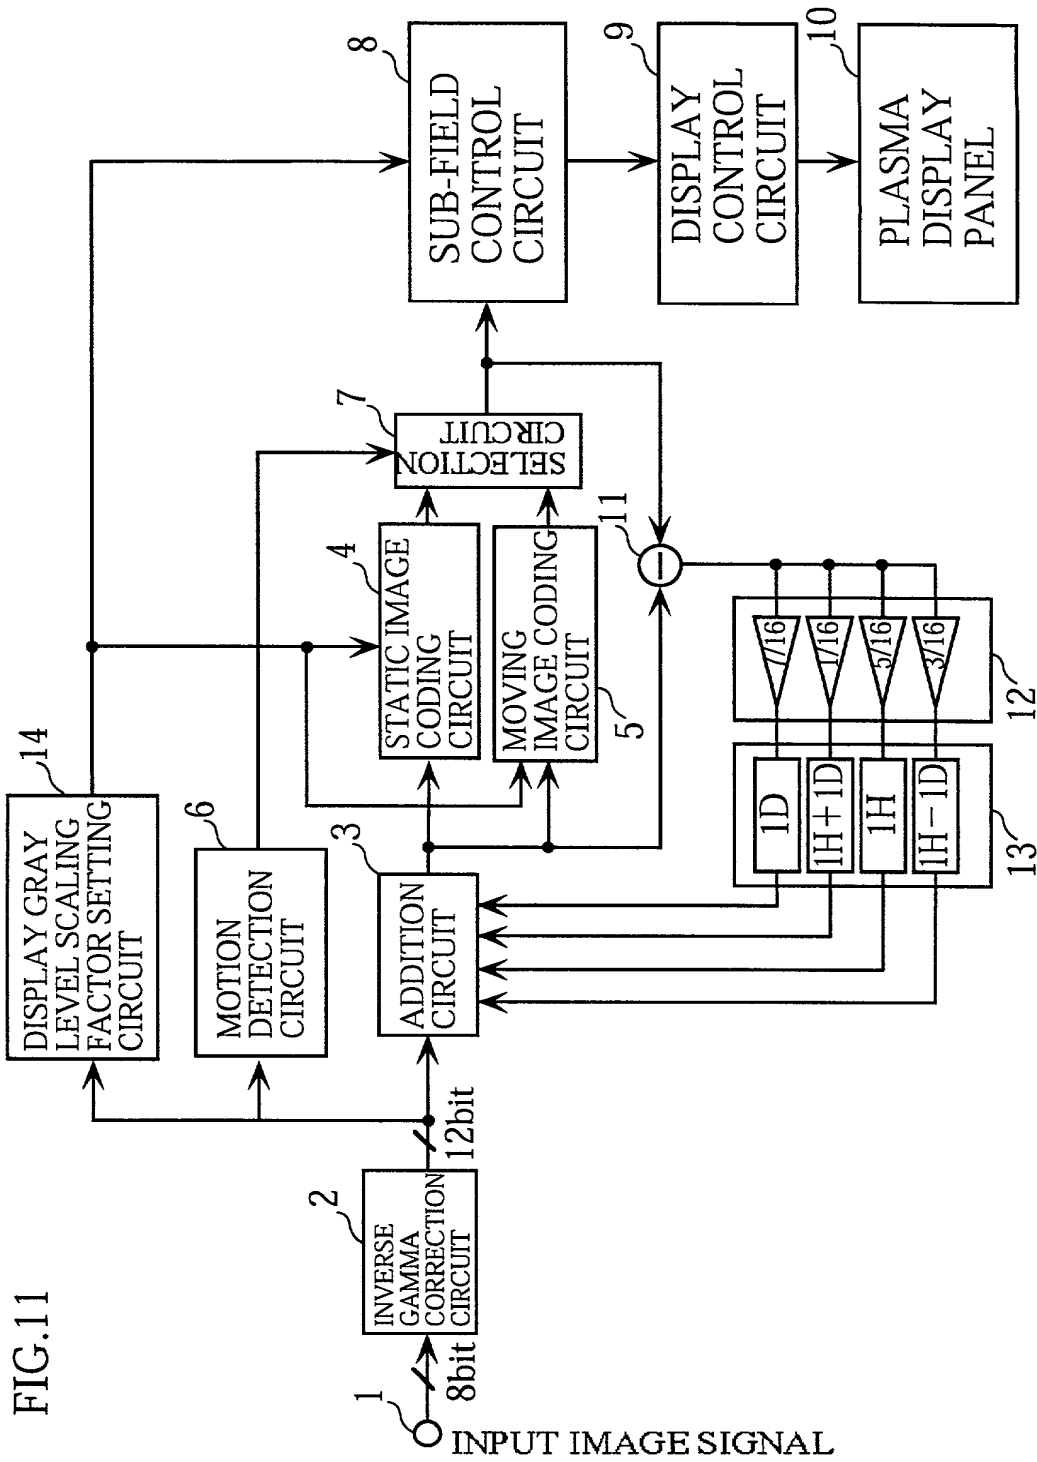 FIG.11
1
INPUT IMAGE SIGNAL
8bit
2
INVERSE
GAMMA
CORRECTION
CIRCUIT
12bit
14
DISPLAY GRAY
LEVEL SCALING
FACTOR SETTING
CIRCUIT
6
MOTION
DETECTION
CIRCUIT
3
ADDITION
CIRCUIT
4
STATIC IMAGE
CODING
CIRCUIT
MOVING
IMAGE CODING
CIRCUIT
5
7
SELECTION
CIRCUIT
8
SUB-FIELD
CONTROL
CIRCUIT
9
DISPLAY
CONTROL
CIRCUIT
10
PLASMA
DISPLAY
PANEL
11
−
7/16
1/16
5/16
3/16
12
1D
1H+1D
1H
1H−1D
13